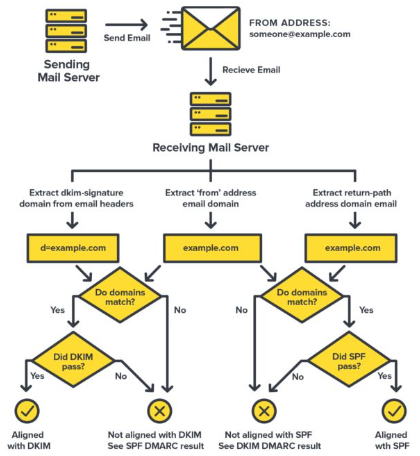 FROM ADDRESS:
someone@example.com
Send Email
Sending
Mail Server
Recieve Email
Receiving Mail Server
Extract dkim-signature
domain from email headers
Extract 'from' address
email domain
Extract return-path
address domain email
d=example.com
example.com
example.com
Do domains
match?
Do domains
match?
Yes
No
No
Yes
Did DKIM
pass?
Did SPF
pass?
Yes
No
No
Yes
Aligned
with DKIM
Not aligned with DKIM
See SPF DMARC result
Not aligned with SPF
See DKIM DMARC result
Aligned
wth SPF